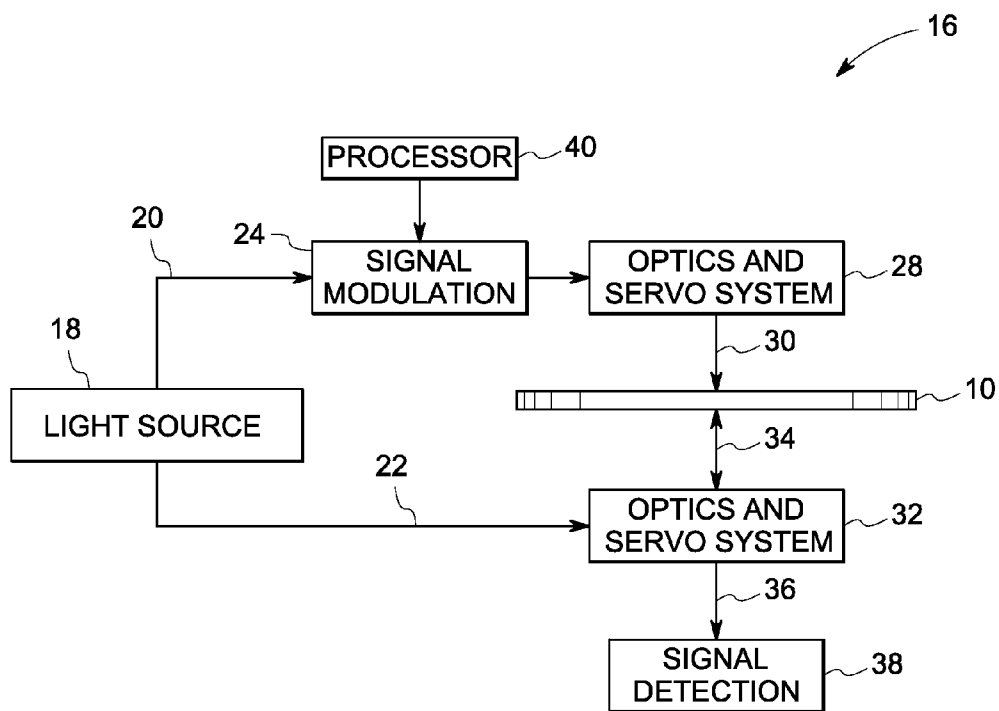 16
PROCESSOR
40
20
24
SIGNAL
MODULATION
OPTICS AND
SERVO SYSTEM
28
18
30
LIGHT SOURCE
10
34
22
OPTICS AND
SERVO SYSTEM
32
36
SIGNAL
DETECTION
38